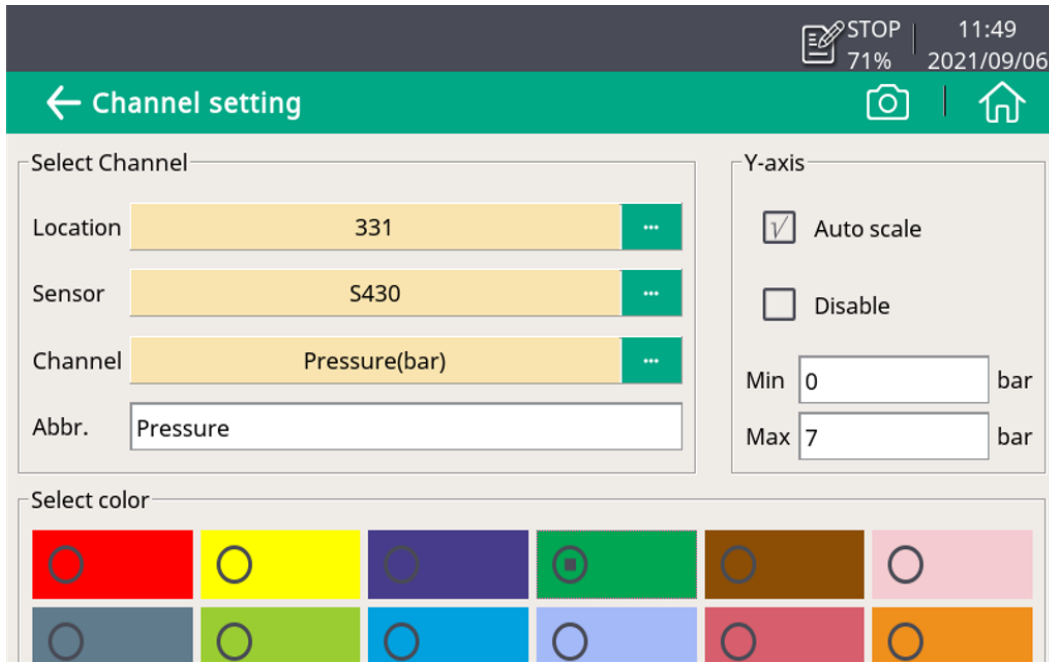 STOP 11:49
71% 2021/09/06
Channel setting
Select Channel
Location 331 ...
Sensor S430 ...
Channel Pressure(bar) ...
Abbr. Pressure
Y-axis
Auto scale
Disable
Min 0 bar
Max 7 bar
Select color